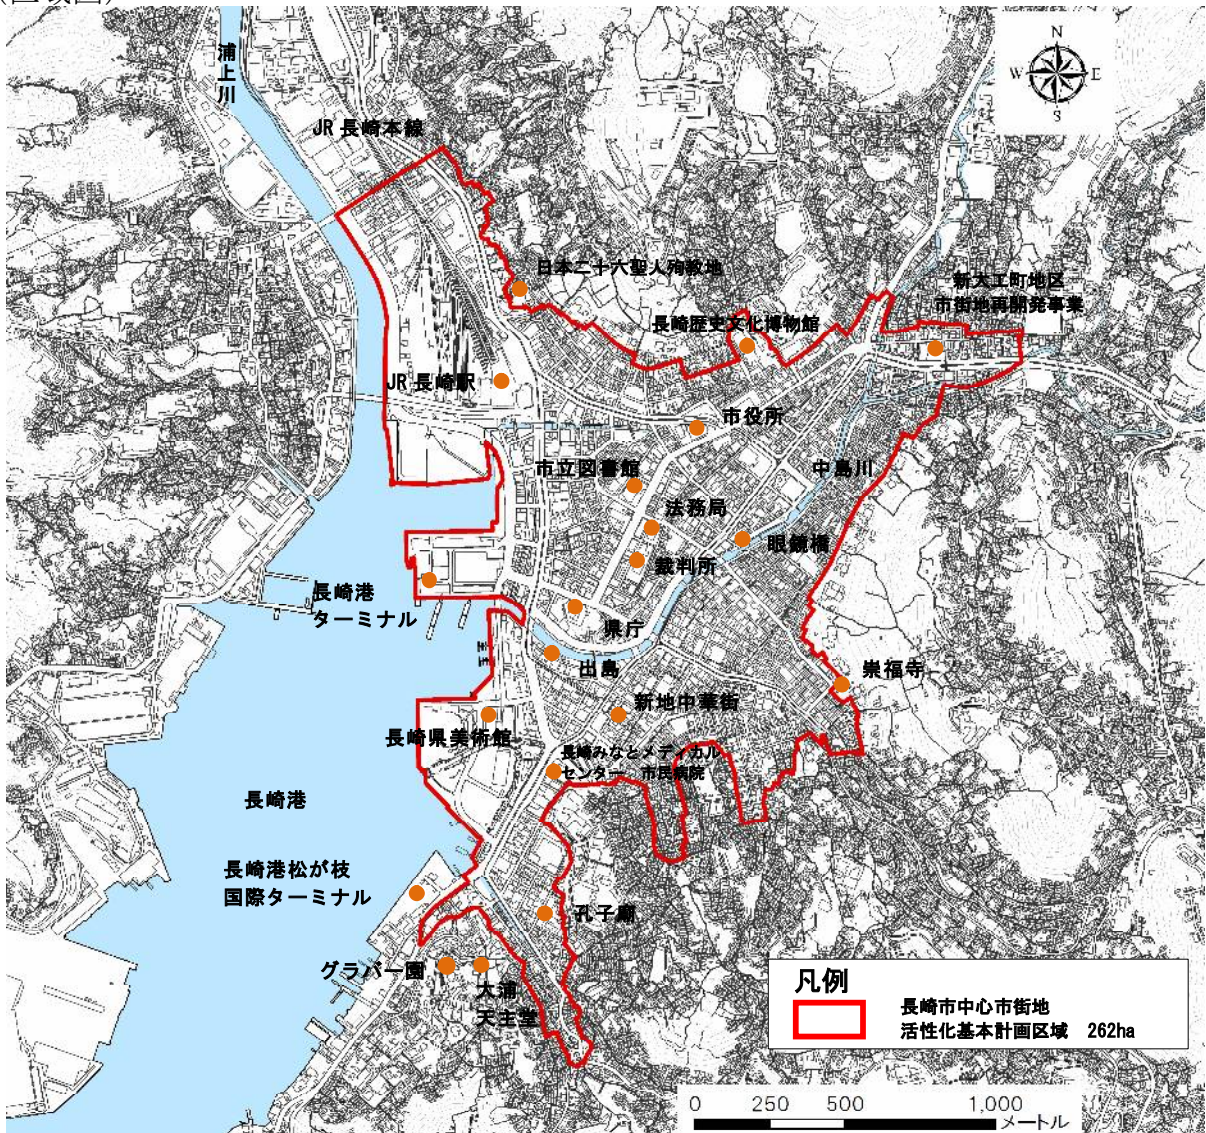 (区域図)
浦上川
N
W
E
S
JR 長崎本線
日本二十六聖人殉教地
新大工町地区
市街地再開発事業
長崎歴史文化博物館
JR 長崎駅
市役所
市立図書館
中島川
法務局
眼鏡橋
裁判所
長崎港
ターミナル
県庁
出島
崇福寺
新地中華街
長崎県美術館
長崎みなとメディカル
センター 市民病院
長崎港
長崎港松が枝
国際ターミナル
孔子廟
グラバー園
大浦
天主堂
凡例
長崎市中心市街地
活性化基本計画区域 262ha
0 250 500 1,000
メートル